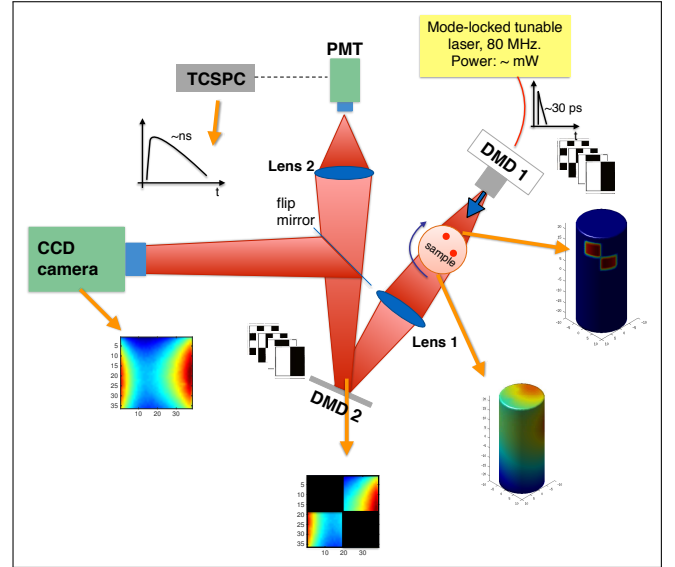 Mode-locked tunable
laser, 80 MHz.
Power: ~ mW
PMT
TCSPC
~30 ps
t
DMD 1
~ns
t
Lens 2
flip
mirror
CCD
camera
sample
Lens 1
DMD 2
5
10
15
20
25
30
35
10 20 30
5
10
15
20
25
30
35
10 20 30